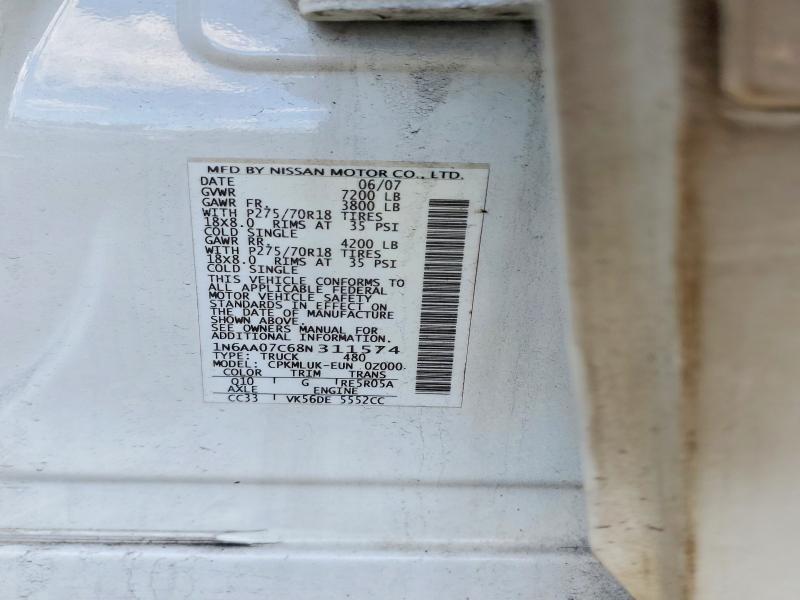 MFD BY NISSAN MOTOR CO., LTD.
DATE 06/07
GVWR 7200 LB
GAWR FR, 3800 LB
WITH P275/70R18 TIRES
18X8.0 RIMS AT 35 PSI
COLD SINGLE
GAWR RR, 4200 LB
WITH P275/70R18 TIRES
18X8.0 RIMS AT 35 PSI
COLD SINGLE
THIS VEHICLE CONFORMS TO
ALL APPLICABLE FEDERAL
MOTOR VEHICLE SAFETY
STANDARDS IN EFFECT ON
THE DATE OF MANUFACTURE
SHOWN ABOVE.
SEE OWNERS MANUAL FOR
ADDITIONAL INFORMATION.
1N6AA07C68N311574
TYPE: TRUCK 480
MODEL: CPKMLUK-EUN 0Z000
COLOR TRIM TRANS
Q10 G RE5R05A
AXLE ENGINE
CC33 VK56DE 5552CC